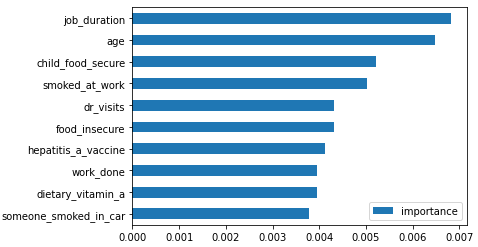 job_duration
age
child_food_secure
smoked_at_work
dr_visits
food_insecure
hepatitis_a_vaccine
work_done
dietary_vitamin_a
someone_smoked_in_car
importance
0.000 0.001 0.002 0.003 0.004 0.005 0.006 0.007